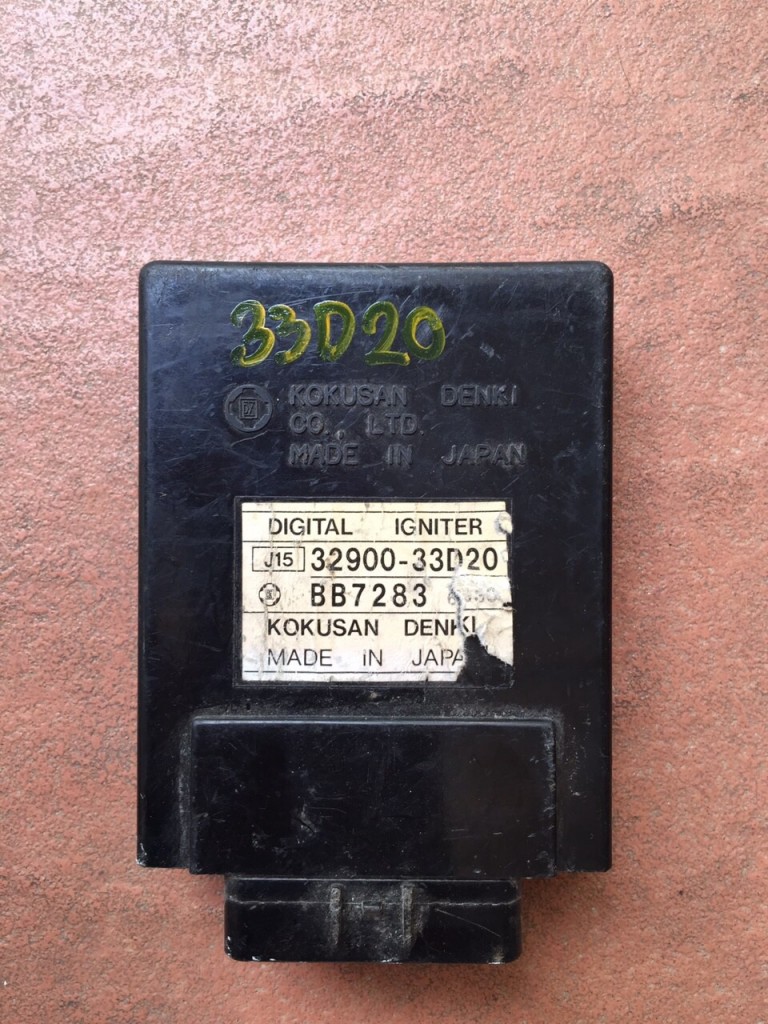 33D20
KOKUSAN DENKI
CO., LTD.
MADE IN JAPAN
DIGITAL IGNITER
J15 32900-33D20
BB7283
KOKUSAN DENKI
MADE IN JAPA